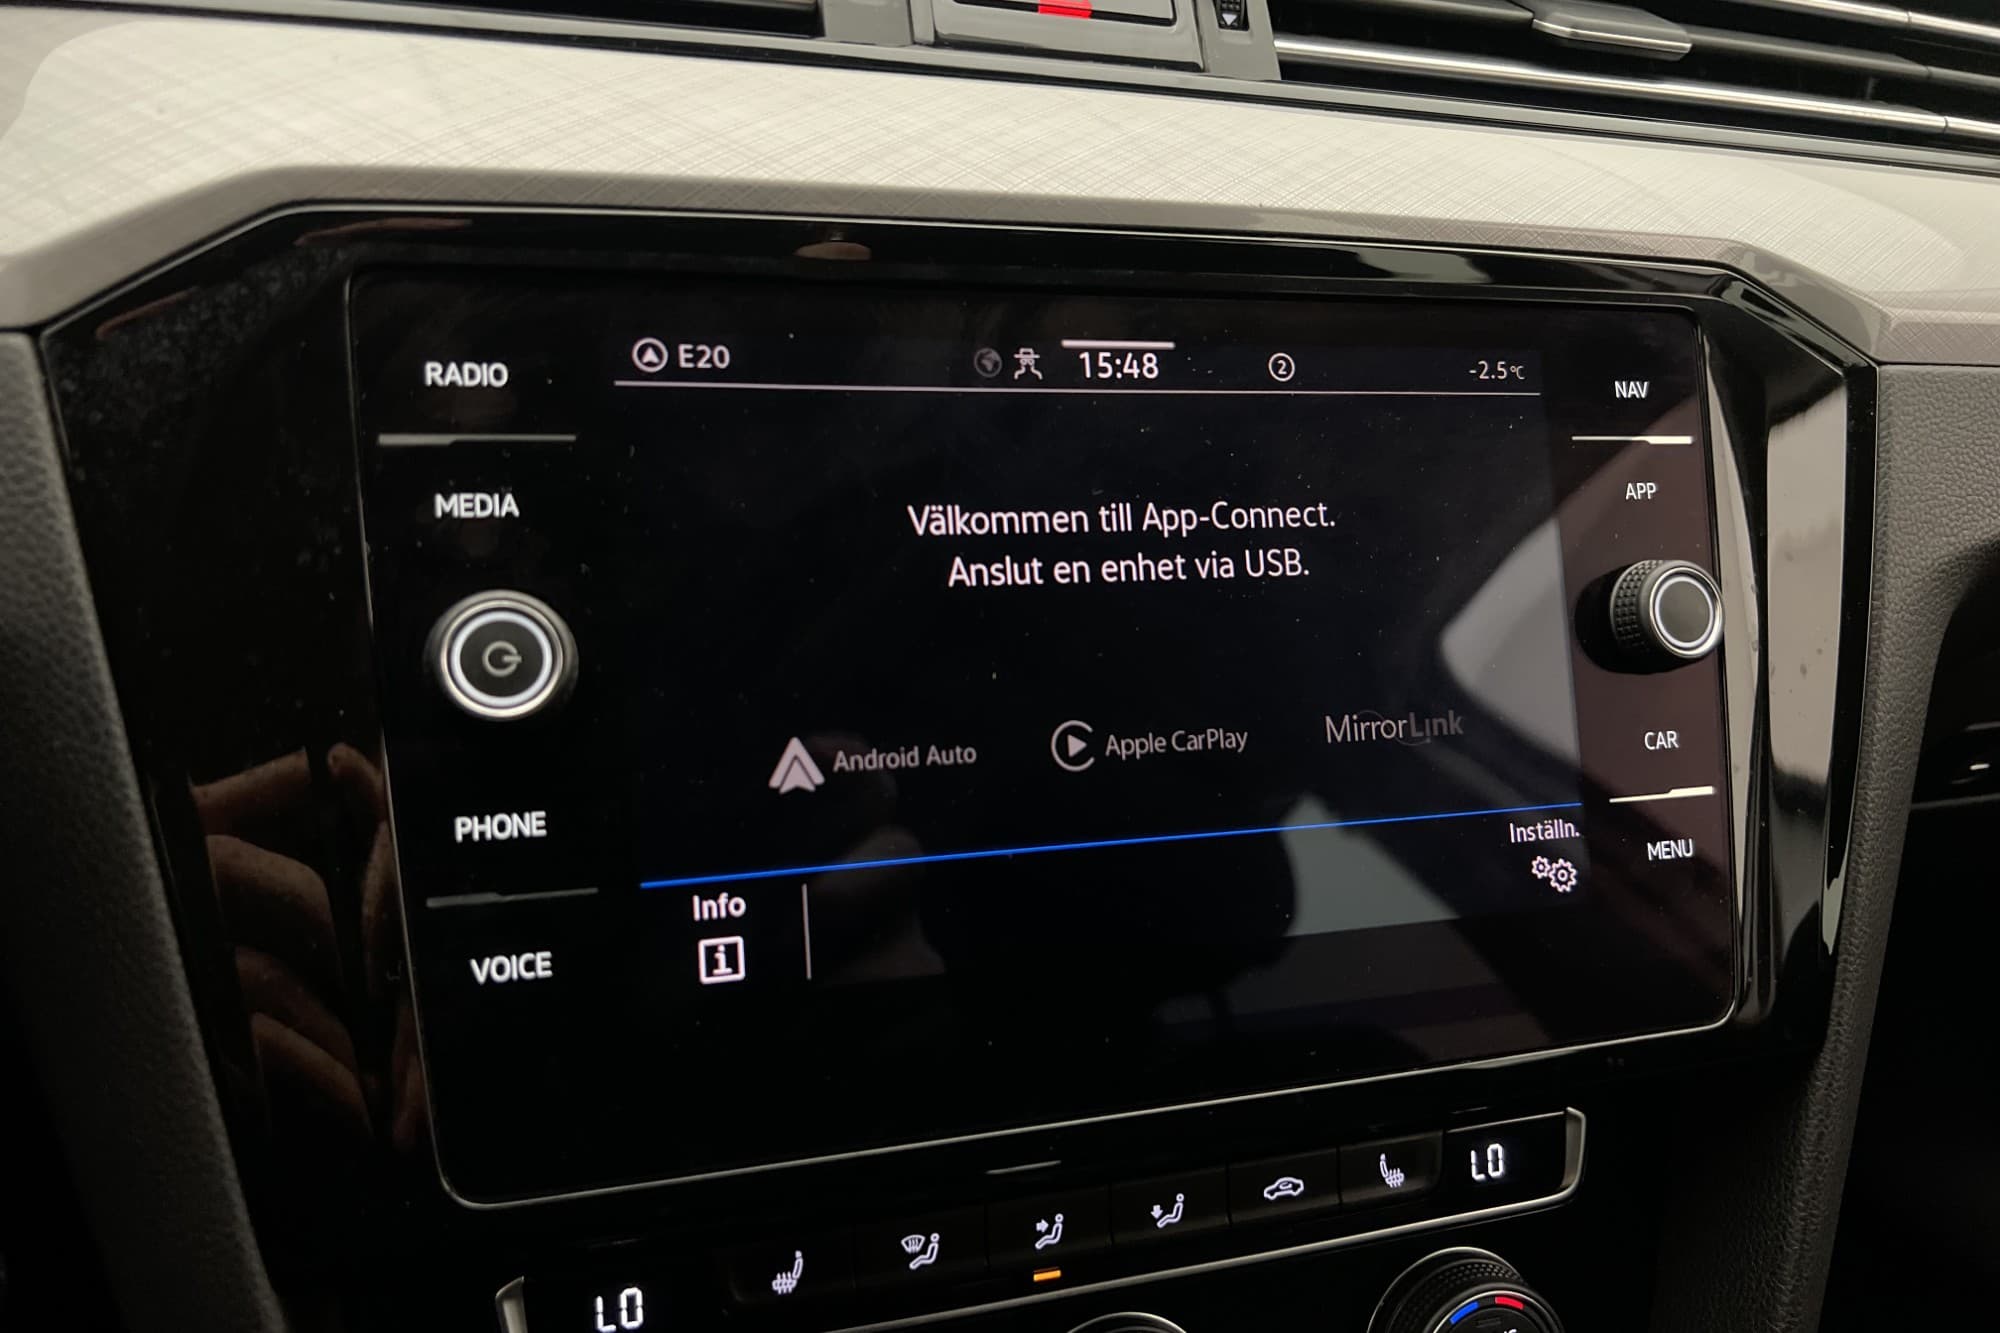 RADIO
MEDIA
PHONE
VOICE
E20
15:48
2
-2.5°C
Välkommen till App-Connect.
Anslut en enhet via USB.
Android Auto
Apple CarPlay
MirrorLink
Inställn.
Info
i
NAV
APP
CAR
MENU
LO
LO